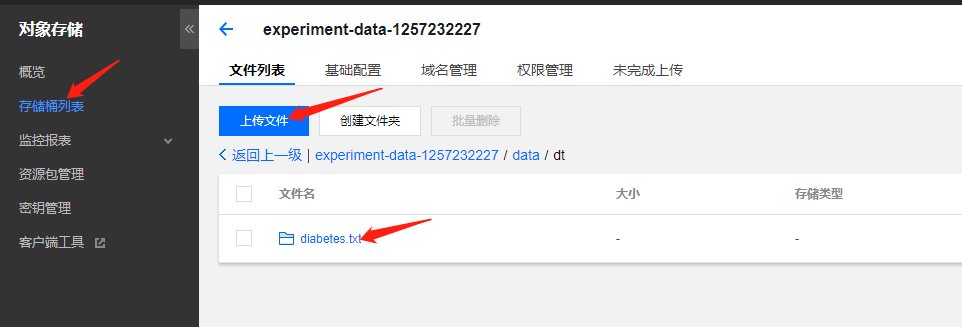 对象存储
概览
存储桶列表
监控报表
资源包管理
密钥管理
客户端工具
experiment-data-1257232227
文件列表 基础配置 域名管理 权限管理 未完成上传
上传文件 创建文件夹 批量删除
返回上一级 | experiment-data-1257232227 / data / dt
文件名 大小 存储类型
diabetes.txt - -